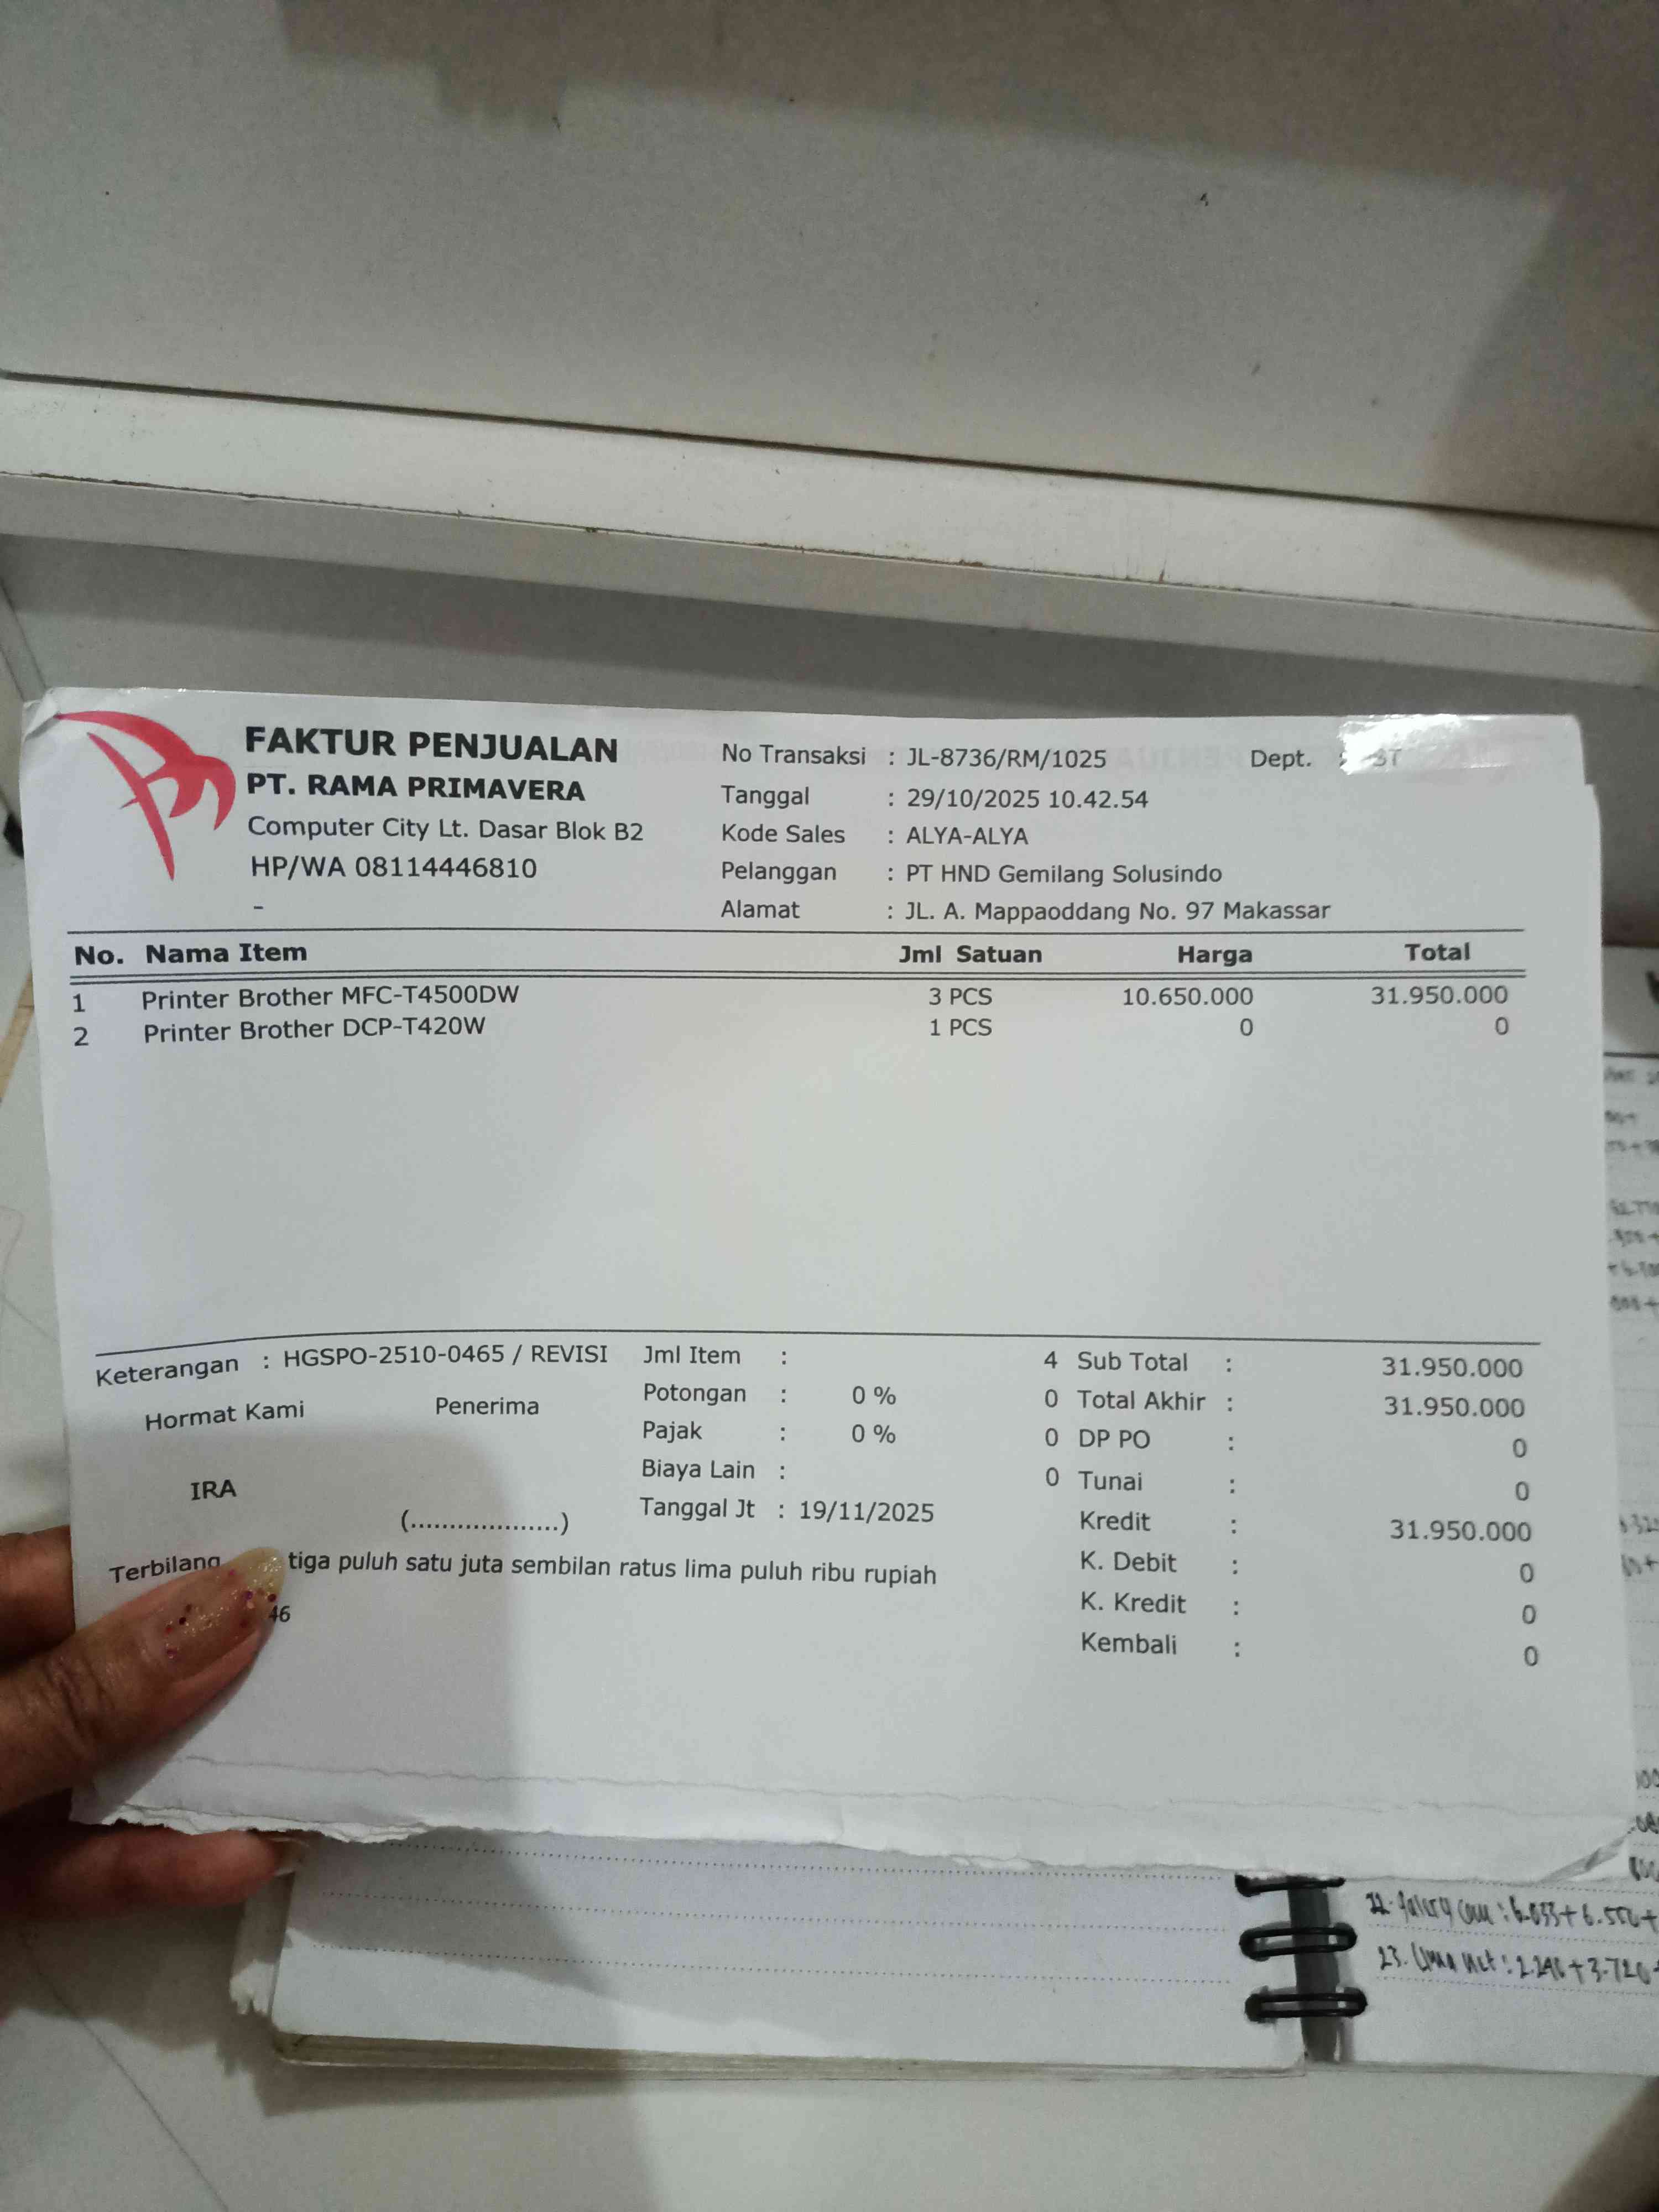 FAKTUR PENJUALAN
PT. RAMA PRIMAVERA
Computer City Lt. Dasar Blok B2
HP/WA 08114446810
-
No Transaksi : JL-8736/RM/1025 Dept. :
Tanggal : 29/10/2025 10.42.54
Kode Sales : ALYA-ALYA
Pelanggan : PT HND Gemilang Solusindo
Alamat : JL. A. Mappaoddang No. 97 Makassar
No. Nama Item Jml Satuan Harga Total
1 Printer Brother MFC-T4500DW 3 PCS 10.650.000 31.950.000
2 Printer Brother DCP-T420W 1 PCS 0 0
Keterangan : HGSPO-2510-0465 / REVISI
Hormat Kami Penerima
IRA
(...................)
Jml Item : 4
Potongan : 0 % 0
Pajak : 0 % 0
Biaya Lain : 0
Tanggal Jt : 19/11/2025
Sub Total : 31.950.000
Total Akhir : 31.950.000
DP PO : 0
Tunai : 0
Kredit : 31.950.000
K. Debit : 0
K. Kredit : 0
Kembali : 0
Terbilang tiga puluh satu juta sembilan ratus lima puluh ribu rupiah
46